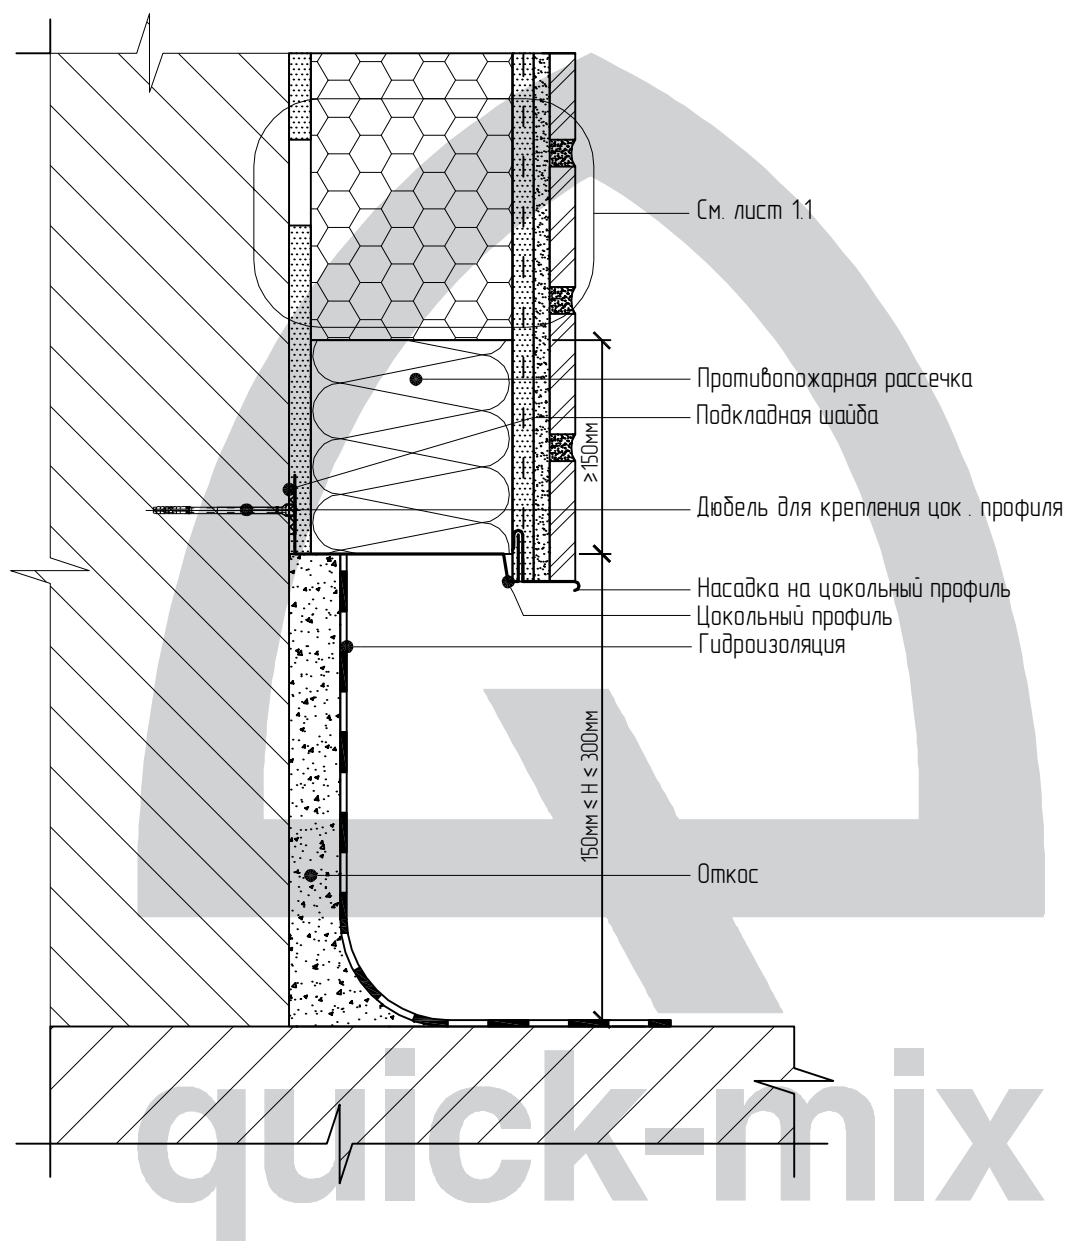 См. лист 1.1
Противопожарная рассечка
Подкладная шайба
≥150мм
Дюбель для крепления цок. профиля
Насадка на цокольный профиль
Цокольный профиль
Гидроизоляция
150мм ≤ H ≤ 300мм
Откос
quick-mix